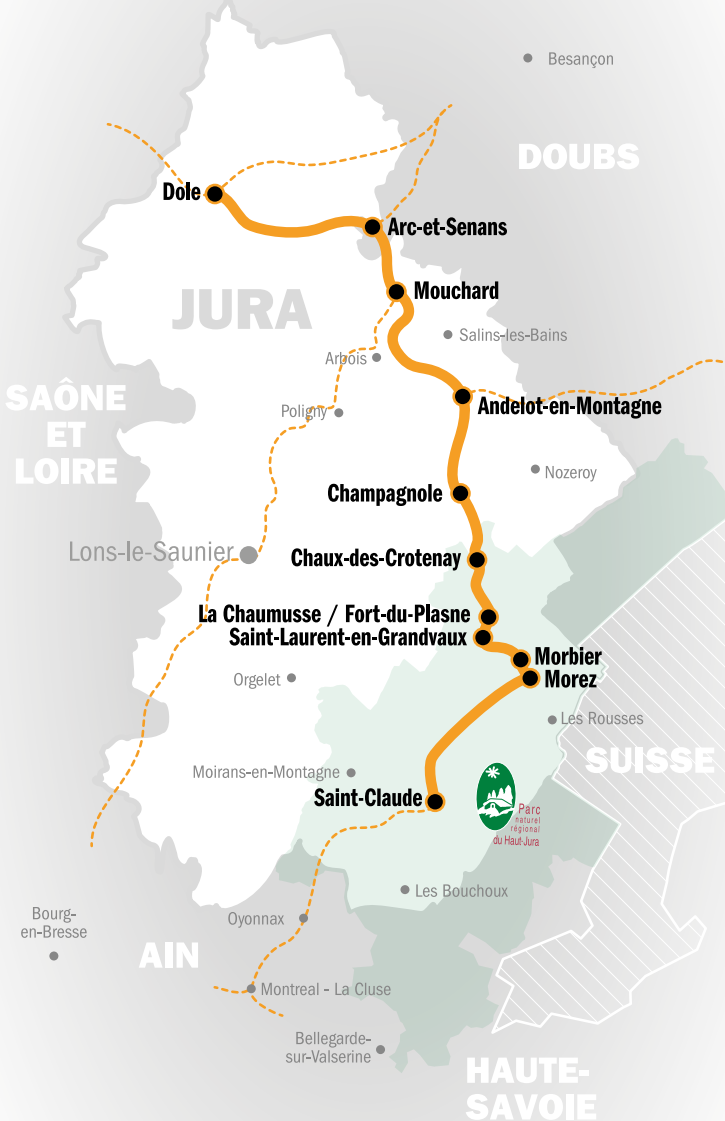 Besançon
DOUBS
Dole
Arc-et-Senans
Mouchard
JURA
Salins-les-Bains
Arbois
SAÔNE
ET
LOIRE
Poligny
Andelot-en-Montagne
Nozeroy
Champagnole
Lons-le-Saunier
Chaux-des-Crotenay
La Chaumusse / Fort-du-Plasne
Saint-Laurent-en-Grandvaux
Morbier
Morez
Orgelet
Les Rousses
SUISSE
Moirans-en-Montagne
Saint-Claude
Parc
naturel
régional
du Haut-Jura
Les Bouchoux
Bourg-
en-Bresse
Oyonnax
AIN
Montreal - La Cluse
Bellegarde-
sur-Valserine
HAUTE-
SAVOIE